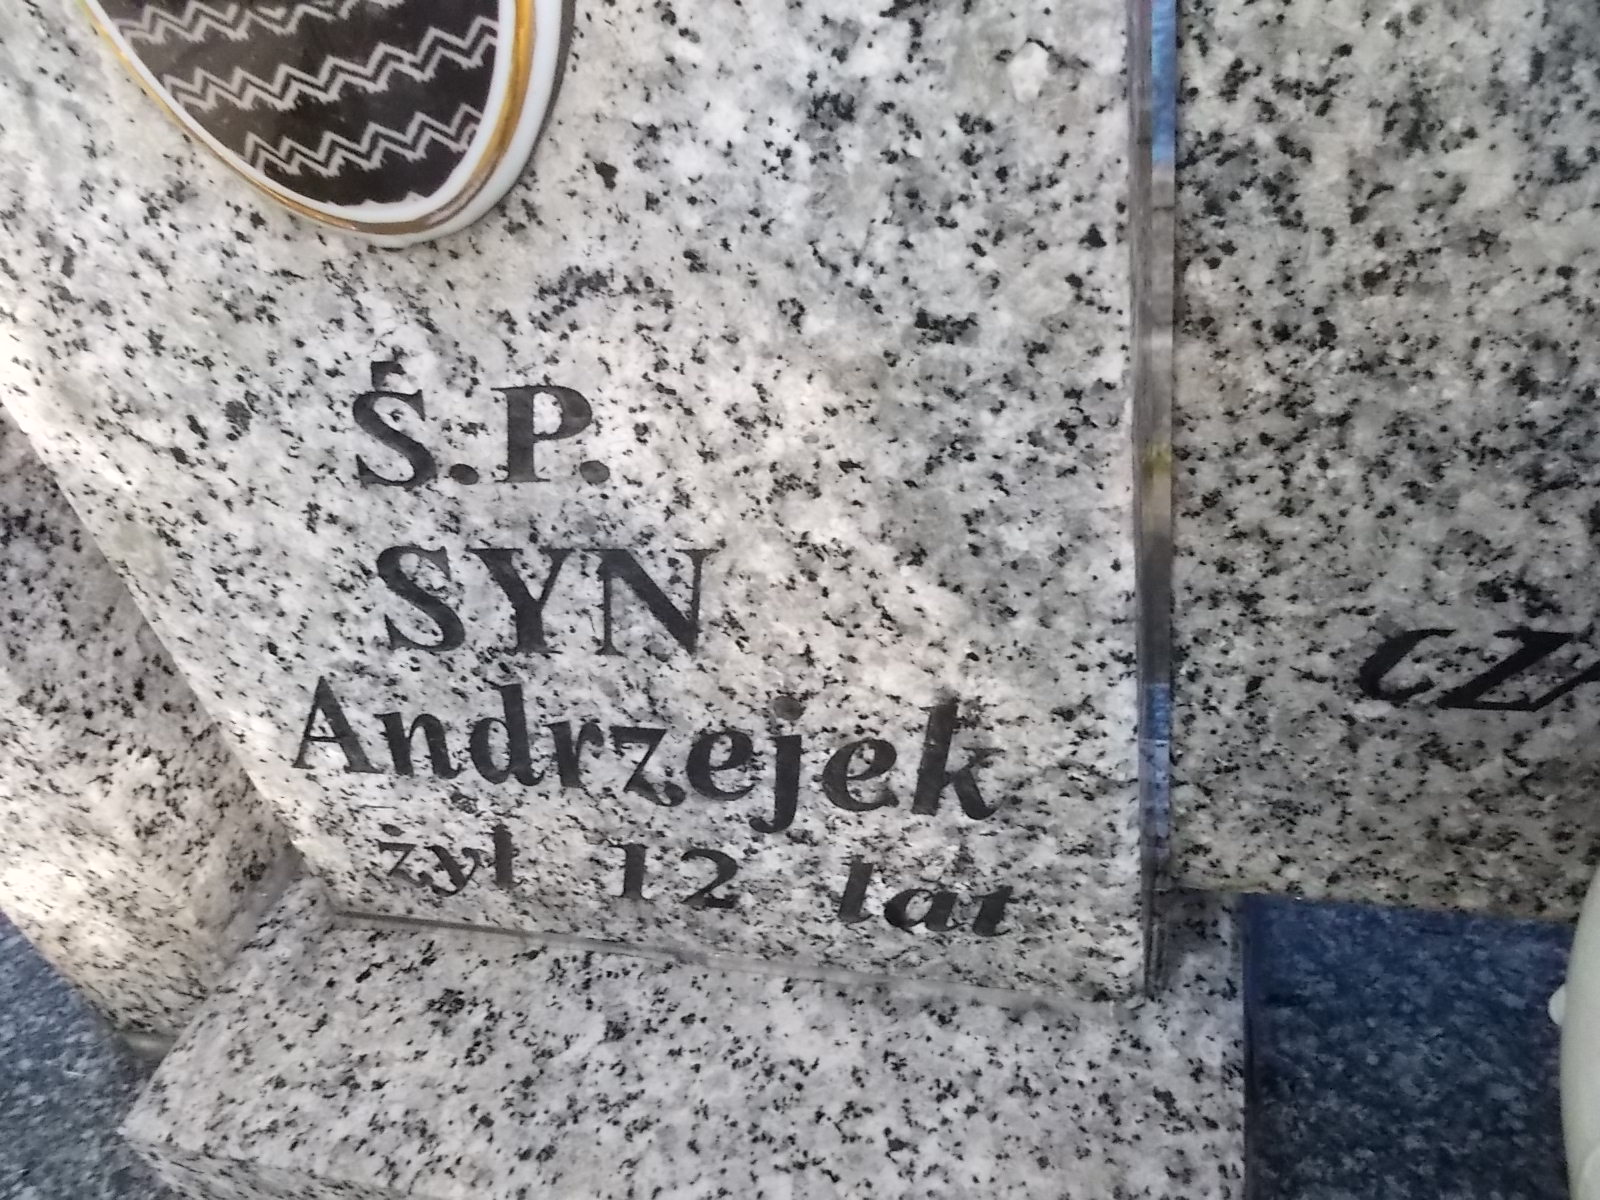 Ś.P.
SYN
Andrzejek
żył 12 lat